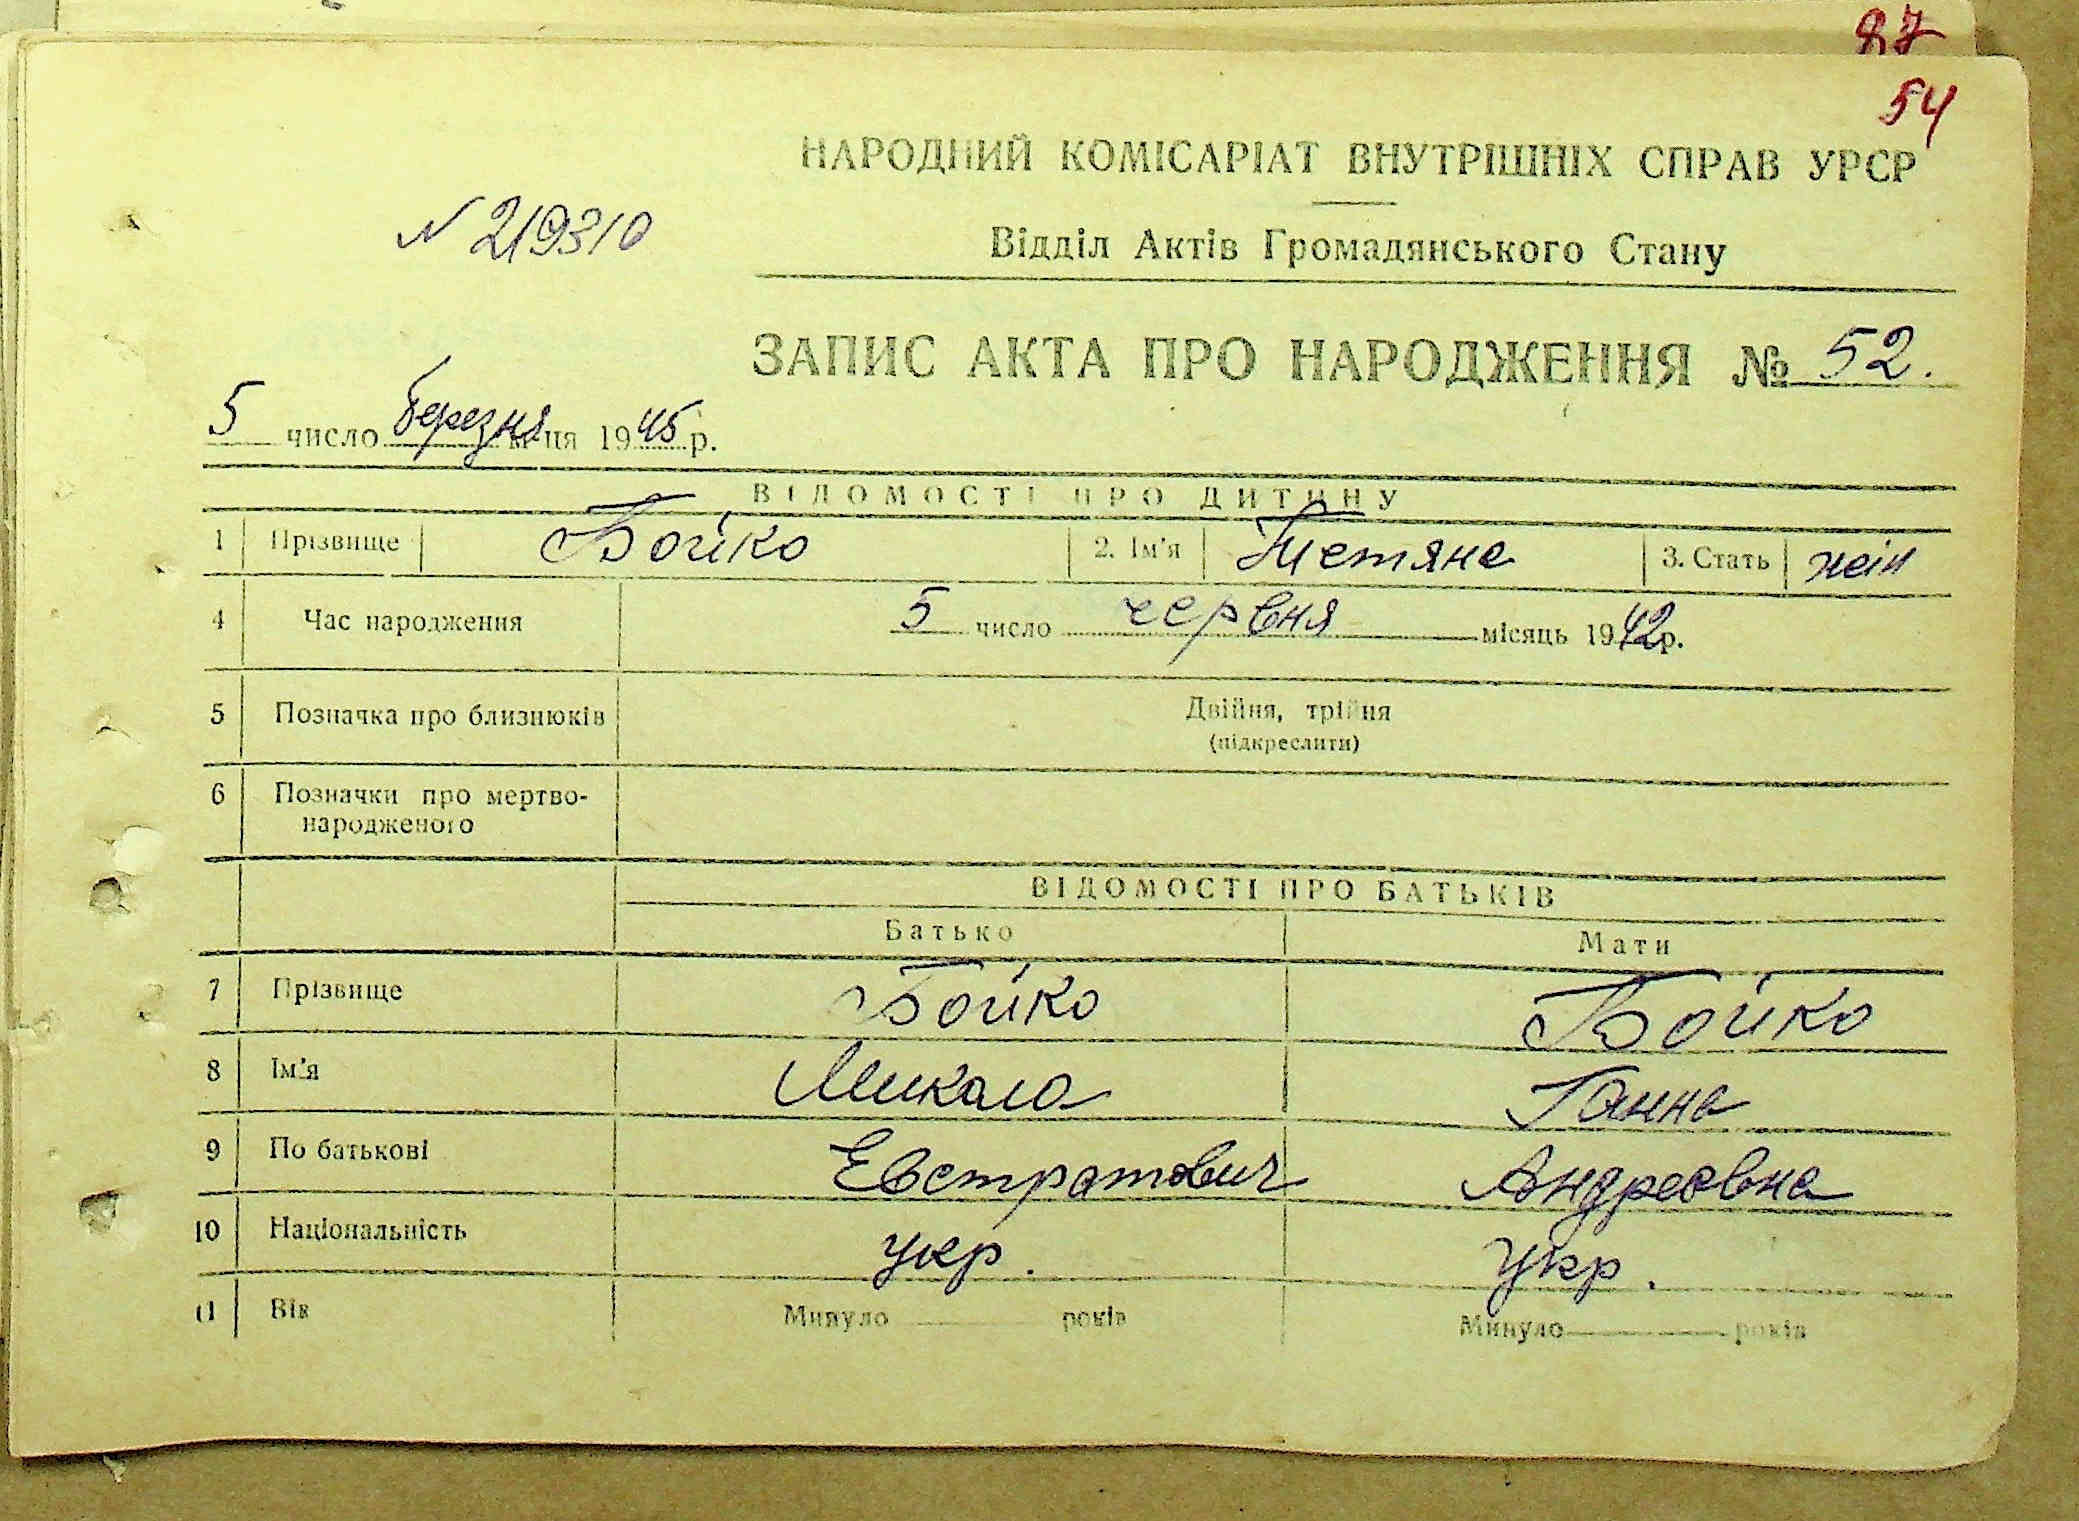 87
54
НАРОДНИЙ КОМІСАРІАТ ВНУТРІШНІХ СПРАВ УРСР
N 219310
Відділ Актів Громадянського Стану
ЗАПИС АКТА ПРО НАРОДЖЕННЯ № 52.
5 число березня м-ця 1945 р.
ВІДОМОСТІ ПРО ДИТИНУ
1 Прізвище Бойко 2. Ім'я Тетяна 3. Стать жін
4 Час народження 5 число червня місяць 1942 р.
5 Позначка про близнюків Двійня, трійня
(підкреслити)
6 Позначки про мертво-
народженого
ВІДОМОСТІ ПРО БАТЬКІВ
Батько Мати
7 Прізвище Бойко Бойко
8 Ім'я Микола Ганна
9 По батькові Евстратович Андреевна
10 Національність укр. укр.
11 Вік Минуло років Минуло років